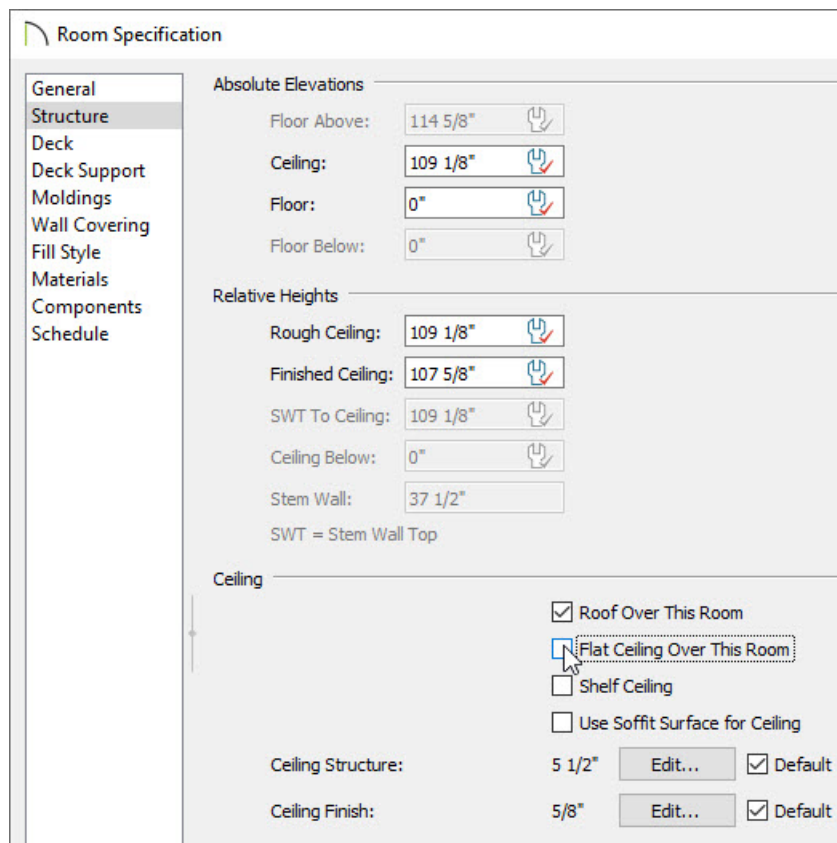 Room Specification
General
Structure
Deck
Deck Support
Moldings
Wall Covering
Fill Style
Materials
Components
Schedule
Absolute Elevations
Floor Above: 114 5/8"
Ceiling: 109 1/8"
Floor: 0"
Floor Below: 0"
Relative Heights
Rough Ceiling: 109 1/8"
Finished Ceiling: 107 5/8"
SWT To Ceiling: 109 1/8"
Ceiling Below: 0"
Stem Wall: 37 1/2"
SWT = Stem Wall Top
Ceiling
Roof Over This Room
Flat Ceiling Over This Room
Shelf Ceiling
Use Soffit Surface for Ceiling
Ceiling Structure: 5 1/2" Edit... Default
Ceiling Finish: 5/8" Edit... Default